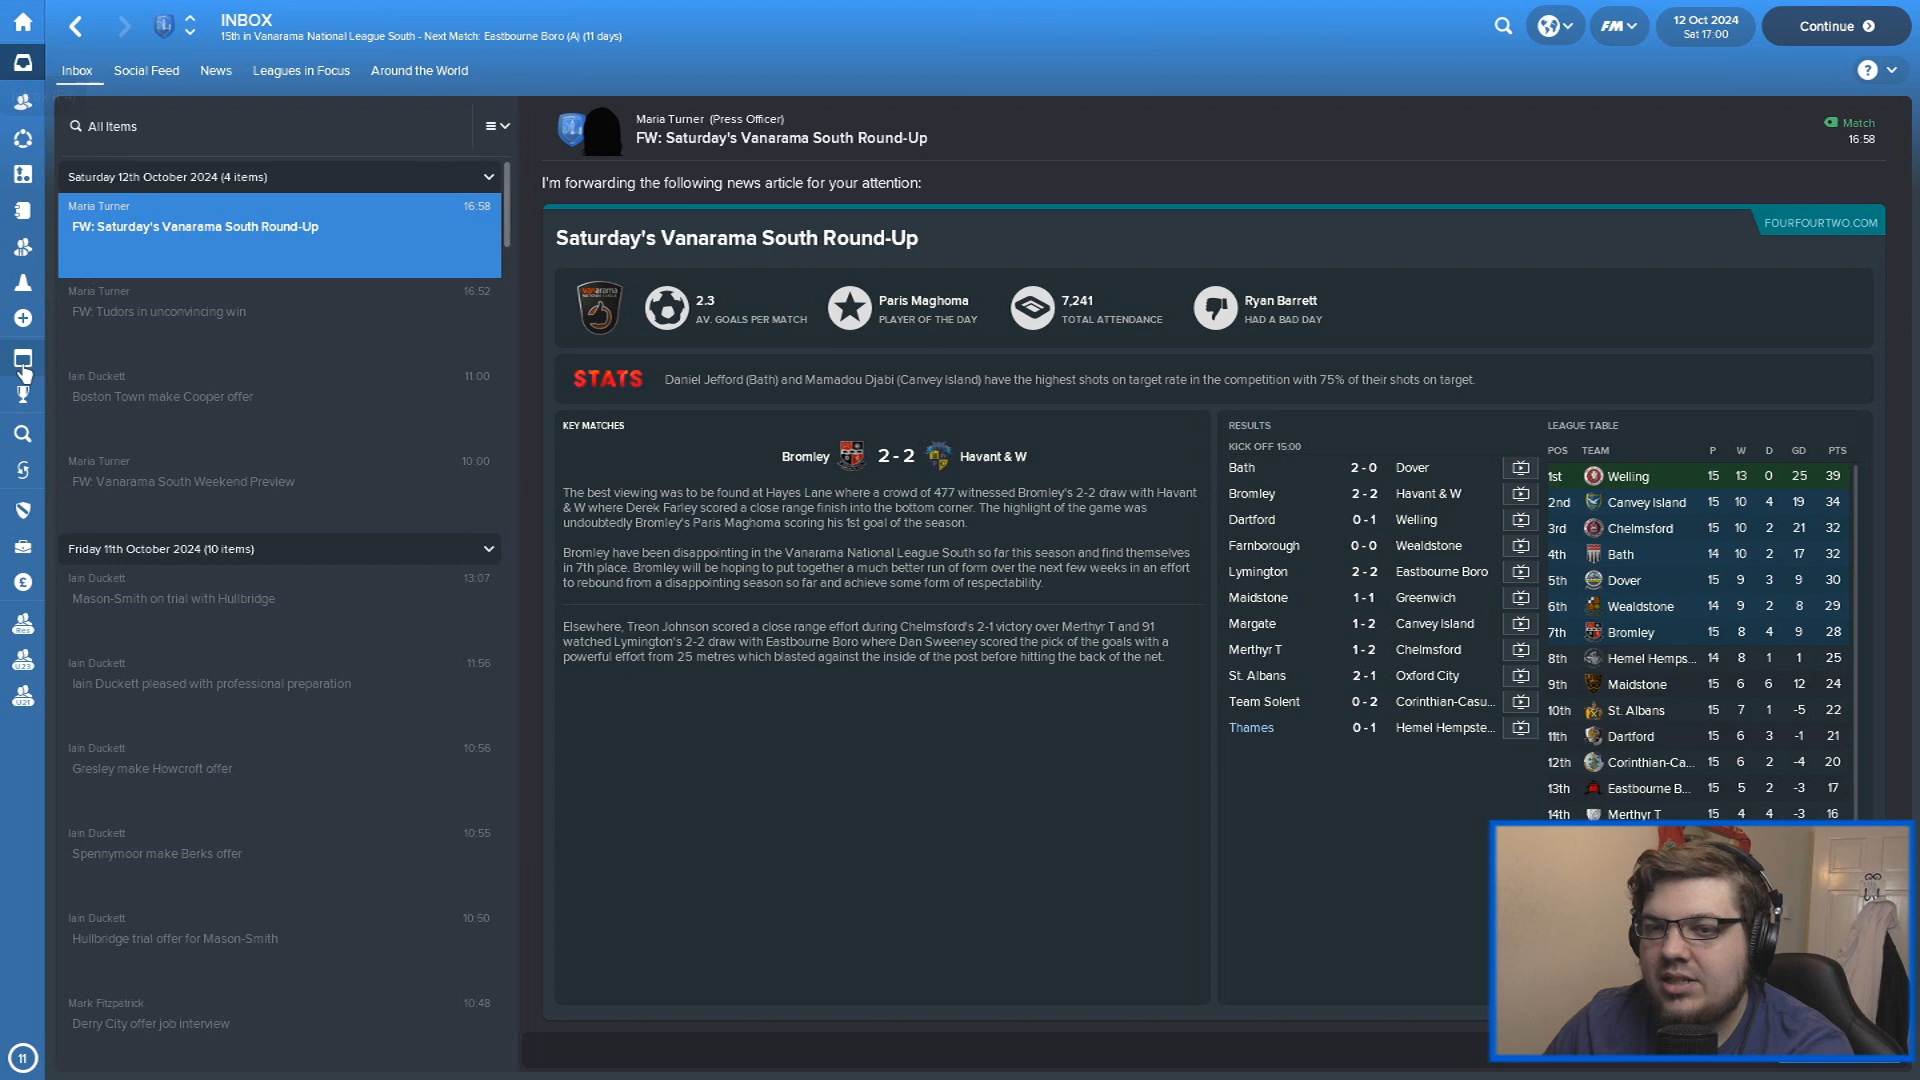 INBOX
15th in Vanarama National League South - Next Match: Eastbourne Boro (A) (11 days)
FM
12 Oct 2024
Sat 17:00
Continue
Inbox Social Feed News Leagues in Focus Around the World
?
All Items
Saturday 12th October 2024 (4 items)
Maria Turner 16:58
FW: Saturday's Vanarama South Round-Up
Maria Turner 16:52
FW: Tudors in unconvincing win
Iain Duckett 11:00
Boston Town make Cooper offer
Maria Turner 10:00
FW: Vanarama South Weekend Preview
Friday 11th October 2024 (10 items)
Iain Duckett 13:07
Mason-Smith on trial with Hullbridge
Iain Duckett 11:56
Iain Duckett pleased with professional preparation
Iain Duckett 10:56
Gresley make Howcroft offer
Iain Duckett 10:55
Spennymoor make Berks offer
Iain Duckett 10:50
Hullbridge trial offer for Mason-Smith
Mark Fitzpatrick 10:48
Derry City offer job interview
Res
U23
U21
11
Maria Turner (Press Officer)
FW: Saturday's Vanarama South Round-Up
Match
16:58
I'm forwarding the following news article for your attention:
FOURFOURTWO.COM
Saturday's Vanarama South Round-Up
vanarama
2.3
AV. GOALS PER MATCH
Paris Maghoma
PLAYER OF THE DAY
7,241
TOTAL ATTENDANCE
Ryan Barrett
HAD A BAD DAY
STATS Daniel Jefford (Bath) and Mamadou Djabi (Canvey Island) have the highest shots on target rate in the competition with 75% of their shots on target.
KEY MATCHES
Bromley 2 - 2 Havant & W
The best viewing was to be found at Hayes Lane where a crowd of 477 witnessed Bromley's 2-2 draw with Havant
& W where Derek Farley scored a close range finish into the bottom corner. The highlight of the game was
undoubtedly Bromley's Paris Maghoma scoring his 1st goal of the season.
Bromley have been disappointing in the Vanarama National League South so far this season and find themselves
in 7th place. Bromley will be hoping to put together a much better run of form over the next few weeks in an effort
to rebound from a disappointing season so far and achieve some form of respectability.
Elsewhere, Treon Johnson scored a close range effort during Chelmsford's 2-1 victory over Merthyr T and 91
watched Lymington's 2-2 draw with Eastbourne Boro where Dan Sweeney scored the pick of the goals with a
powerful effort from 25 metres which blasted against the inside of the post before hitting the back of the net.
RESULTS
KICK OFF 15:00
Bath 2 - 0 Dover
Bromley 2 - 2 Havant & W
Dartford 0 - 1 Welling
Farnborough 0 - 0 Wealdstone
Lymington 2 - 2 Eastbourne Boro
Maidstone 1 - 1 Greenwich
Margate 1 - 2 Canvey Island
Merthyr T 1 - 2 Chelmsford
St. Albans 2 - 1 Oxford City
Team Solent 0 - 2 Corinthian-Casu...
Thames 0 - 1 Hemel Hempste...
LEAGUE TABLE
POS TEAM P W D GD PTS
1st Welling 15 13 0 25 39
2nd Canvey Island 15 10 4 19 34
3rd Chelmsford 15 10 2 21 32
4th Bath 14 10 2 17 32
5th Dover 15 9 3 9 30
6th Wealdstone 14 9 2 8 29
7th Bromley 15 8 4 9 28
8th Hemel Hemps... 14 8 1 1 25
9th Maidstone 15 6 6 12 24
10th St. Albans 15 7 1 -5 22
11th Dartford 15 6 3 -1 21
12th Corinthian-Ca... 15 6 2 -4 20
13th Eastbourne B... 15 5 2 -3 17
14th Merthyr T 15 4 4 -3 16